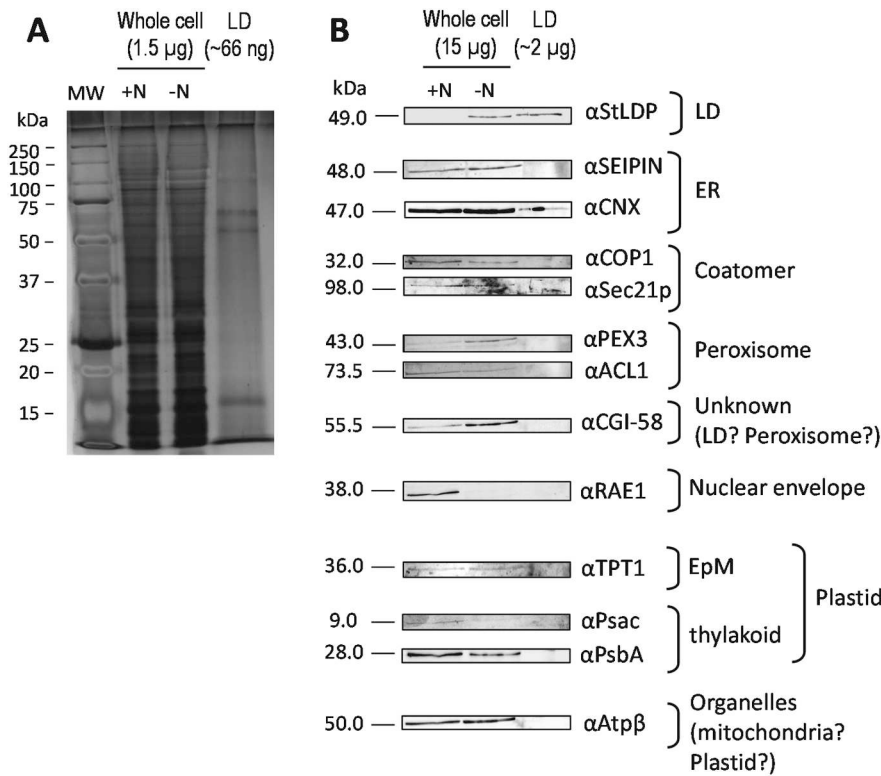 A
Whole cell
(1.5 µg)
LD
(~66 ng)
MW
+N
-N
kDa
250
150
100
75
50
37
25
20
15
B
Whole cell
(15 µg)
LD
(~2 µg)
kDa
+N
-N
49.0
αStLDP
LD
48.0
αSEIPIN
47.0
αCNX
ER
32.0
αCOP1
98.0
αSec21p
Coatomer
43.0
αPEX3
73.5
αACL1
Peroxisome
55.5
αCGI-58
Unknown
(LD? Peroxisome?)
38.0
αRAE1
Nuclear envelope
36.0
αTPT1
EpM
9.0
αPsac
28.0
αPsbA
thylakoid
Plastid
50.0
αAtpβ
Organelles
(mitochondria?
Plastid?)